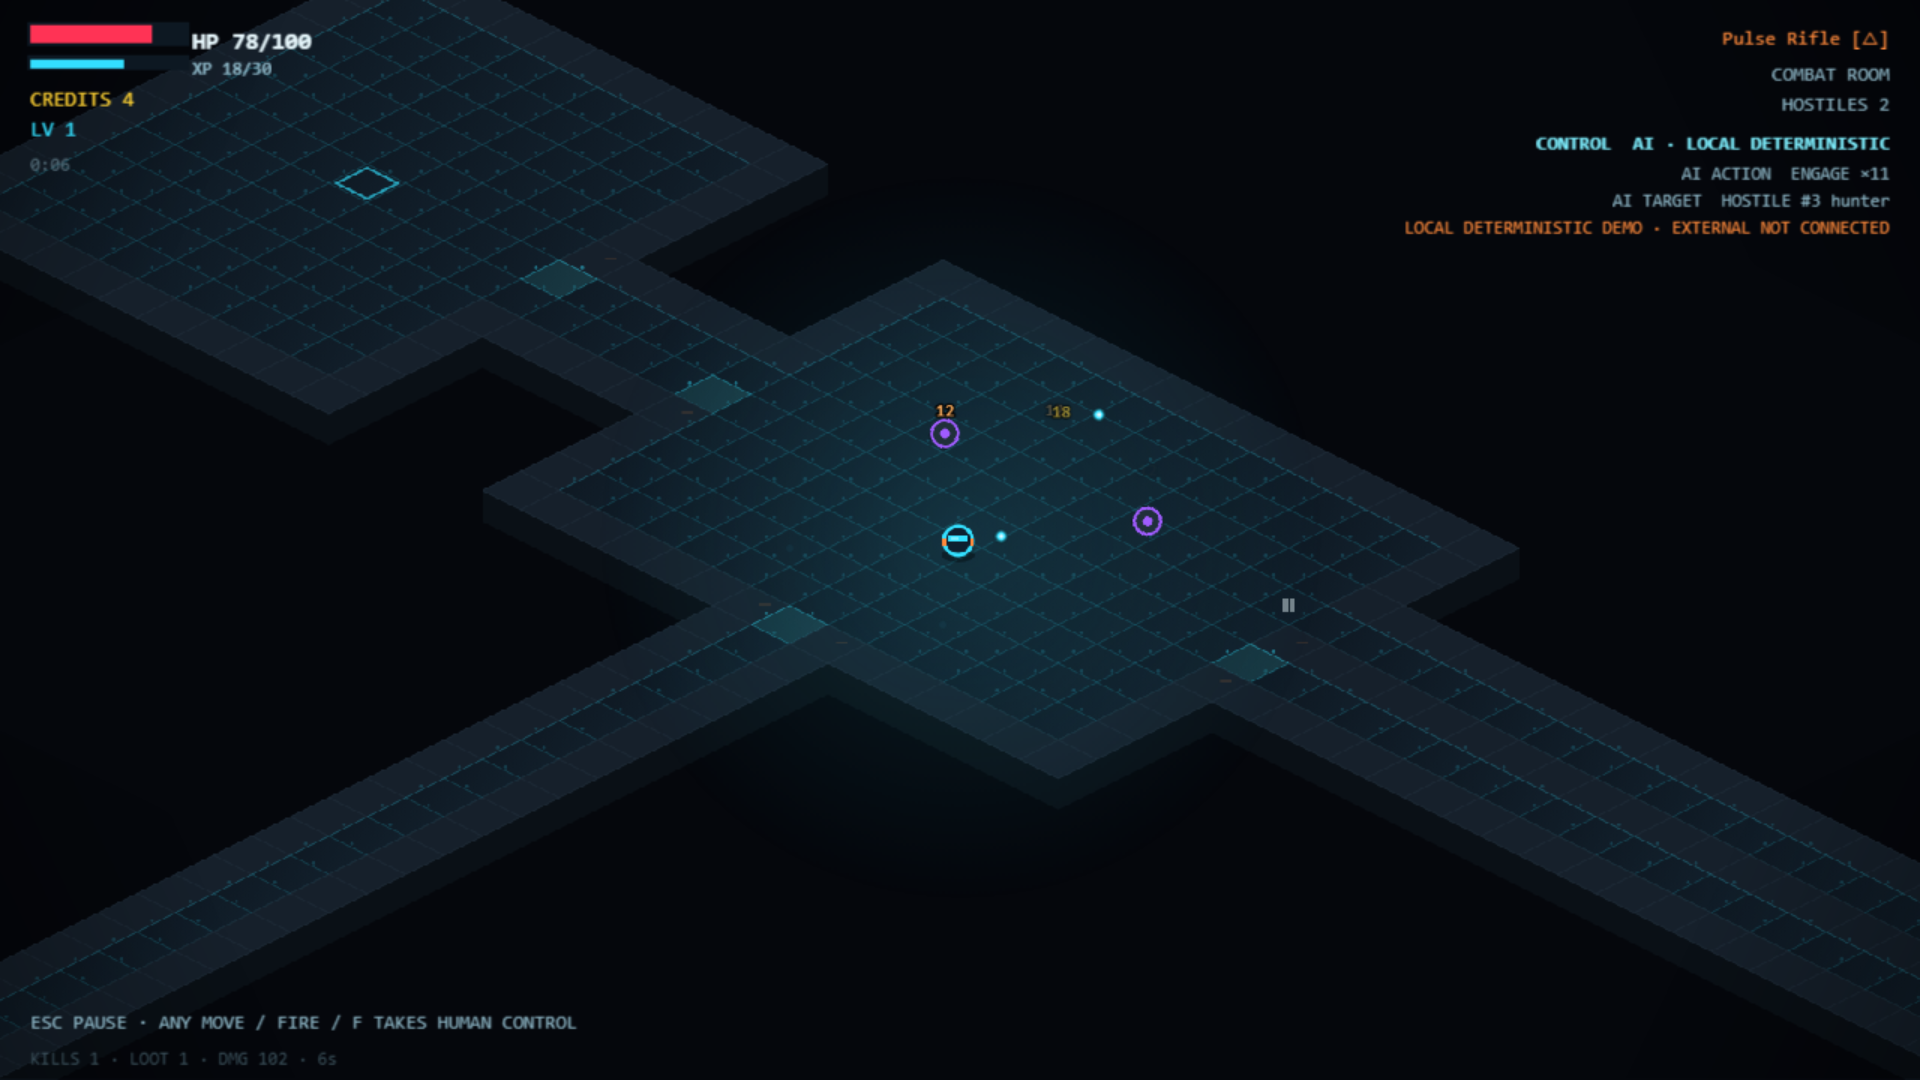 HP 78/100
XP 18/30
CREDITS 4
LV 1
0:06
Pulse Rifle [△]
COMBAT ROOM
HOSTILES 2
CONTROL AI · LOCAL DETERMINISTIC
AI ACTION ENGAGE ×11
AI TARGET HOSTILE #3 hunter
LOCAL DETERMINISTIC DEMO · EXTERNAL NOT CONNECTED
12
18
ESC PAUSE · ANY MOVE / FIRE / F TAKES HUMAN CONTROL
KILLS 1 · LOOT 1 · DMG 102 · 6s